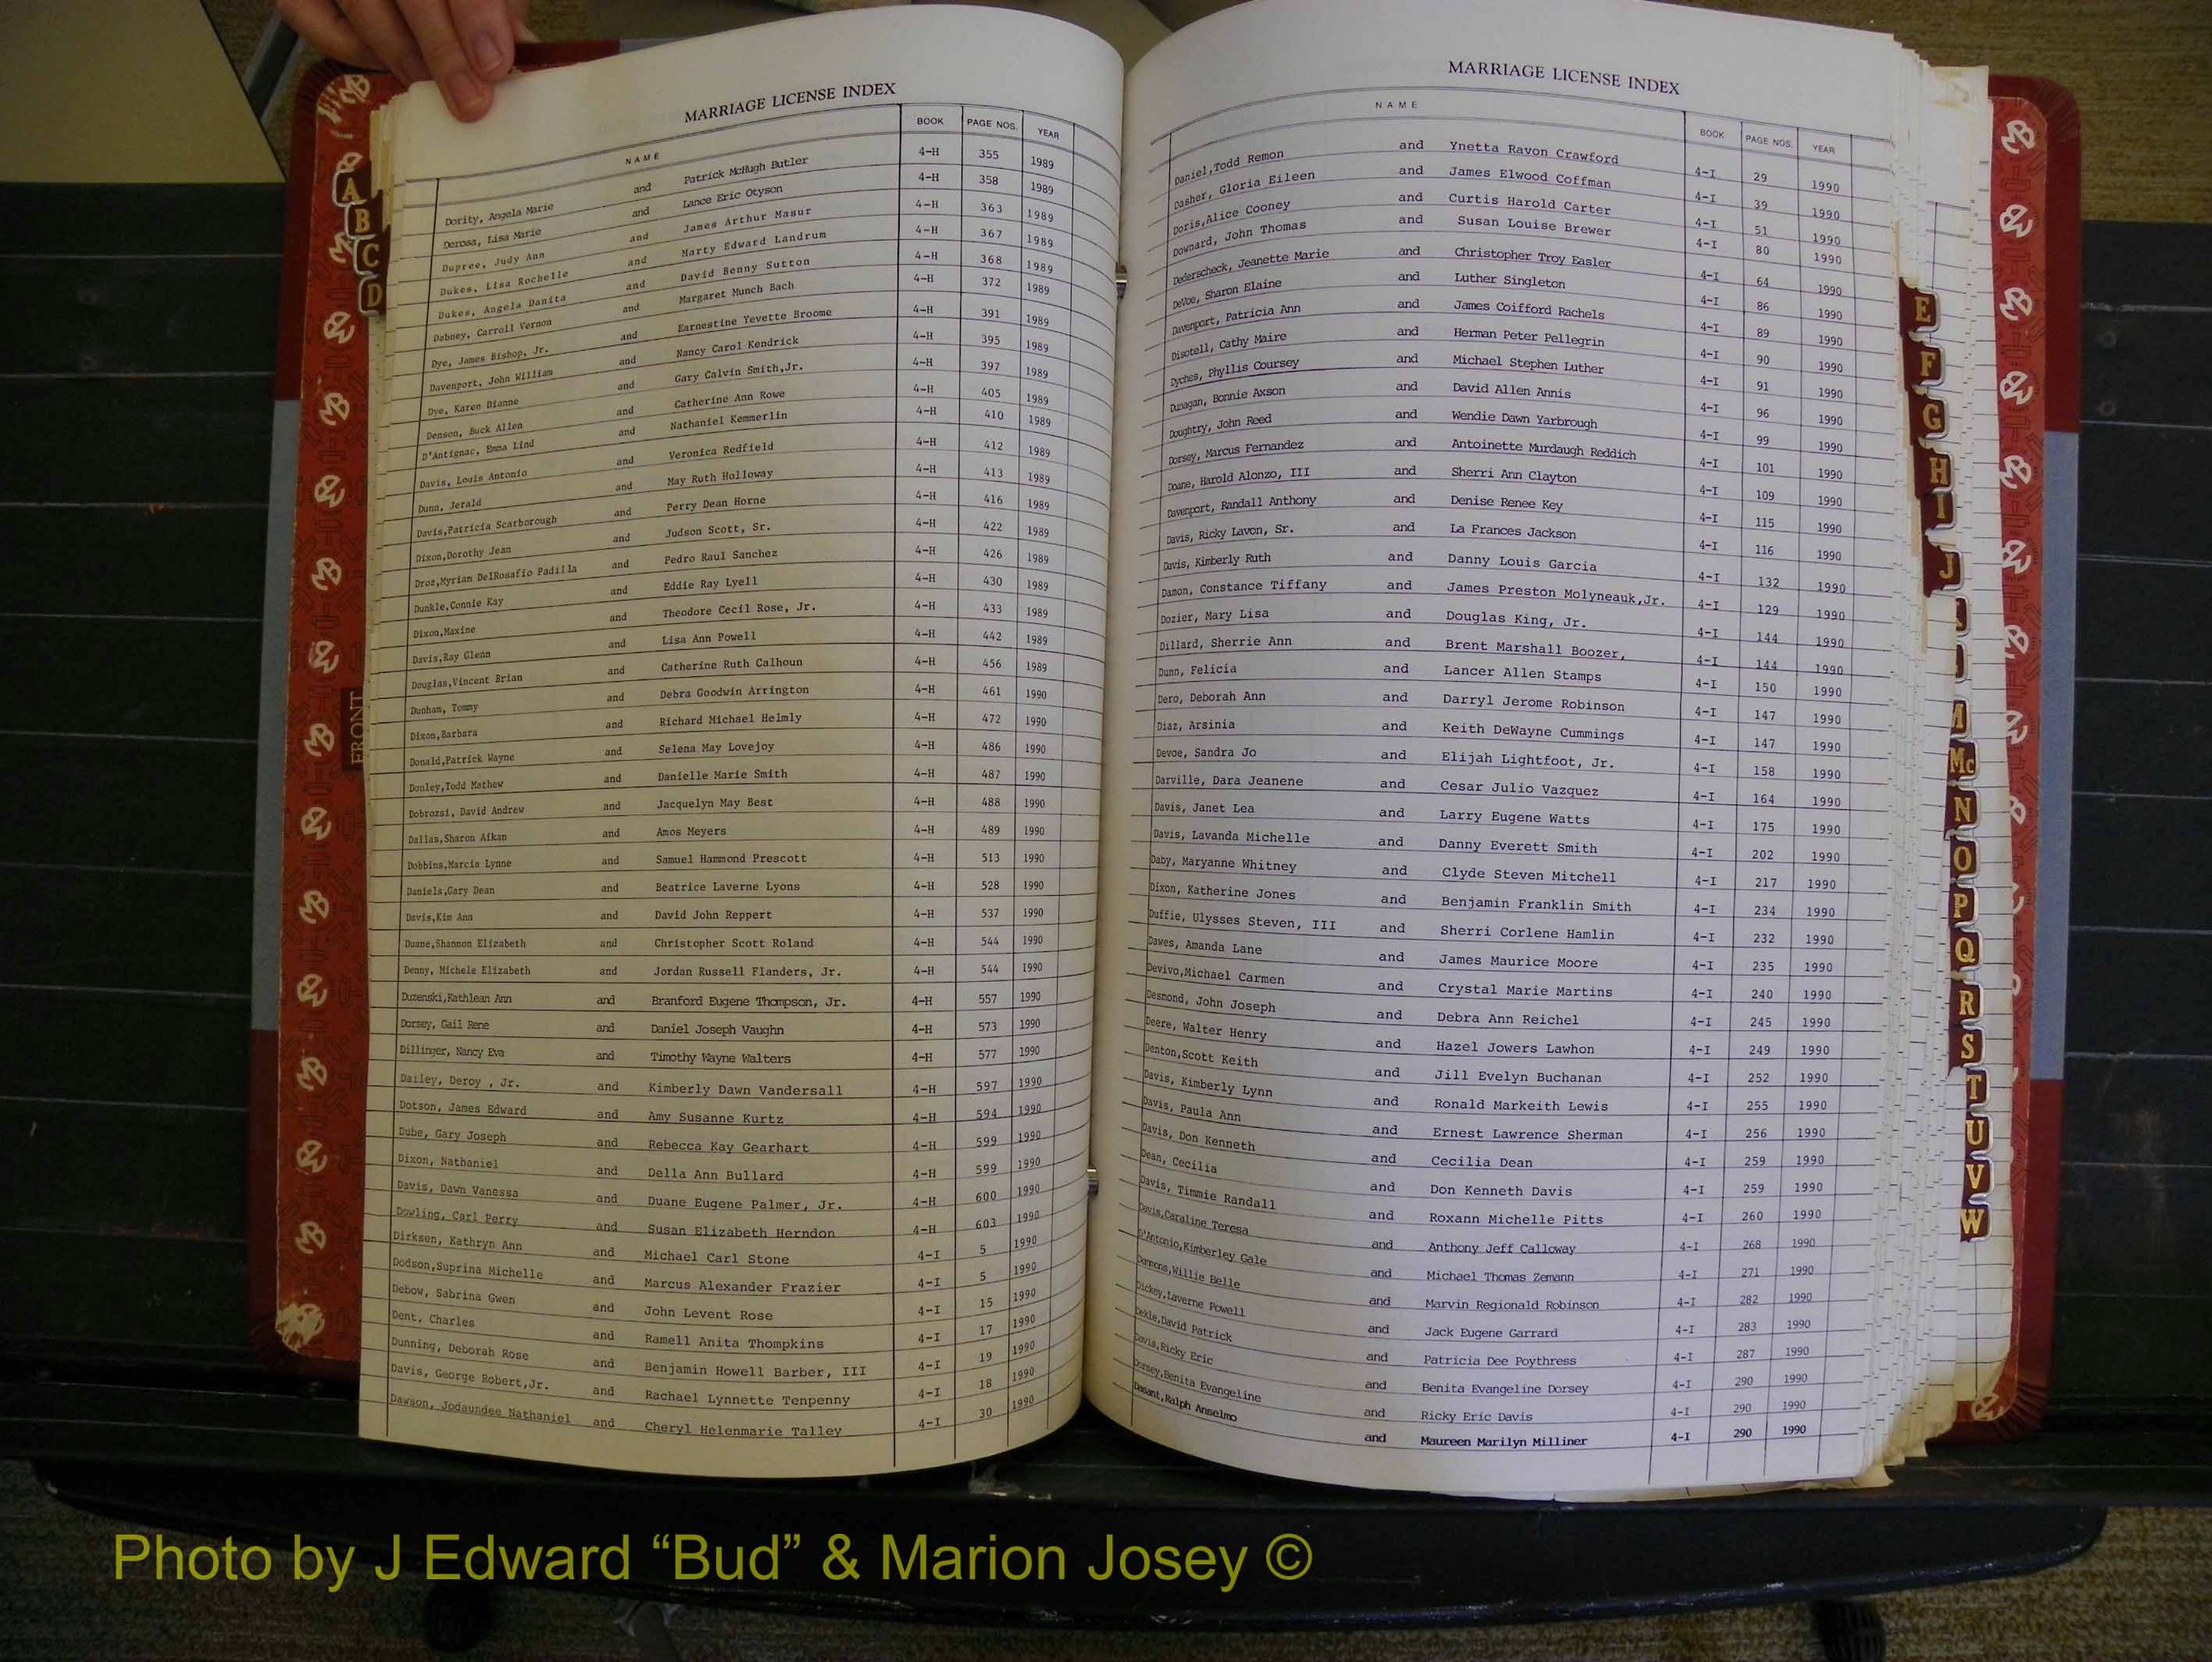 MARRIAGE LICENSE INDEX
NAME BOOK PAGE NOS. YEAR
Dority, Angela Marie and Patrick McHugh Butler 4-H 355 1989
Derosa, Lisa Marie and Lance Eric Otyson 4-H 358 1989
Dupree, Judy Ann and James Arthur Masur 4-H 363 1989
Dukes, Lisa Rochelle and Marty Edward Landrum 4-H 367 1989
Dukes, Angela Danita and David Benny Sutton 4-H 368 1989
Dabney, Carroll Vernon and Margaret Munch Bach 4-H 372 1989
Dye, James Bishop, Jr. and Earnestine Yevette Broome 4-H 391 1989
Davenport, John William and Nancy Carol Kendrick 4-H 395 1989
Dye, Karen Dianne and Gary Calvin Smith,Jr. 4-H 397 1989
Denson, Buck Allen and Catherine Ann Rowe 4-H 405 1989
D'Antignac, Emma Lind and Nathaniel Kemmerlin 4-H 410 1989
Davis, Louis Antonio and Veronica Redfield 4-H 412 1989
Dunn, Jerald and May Ruth Holloway 4-H 413 1989
Davis,Patricia Scarborough and Perry Dean Horne 4-H 416 1989
Dixon,Dorothy Jean and Judson Scott, Sr. 4-H 422 1989
Droz,Myriam DelRosafio Padilla and Pedro Raul Sanchez 4-H 426 1989
Dunkle,Connie Kay and Eddie Ray Lyell 4-H 430 1989
Dixon,Maxine and Theodore Cecil Rose, Jr. 4-H 433 1989
Davis,Ray Glenn and Lisa Ann Powell 4-H 442 1989
Douglas,Vincent Brian and Catherine Ruth Calhoun 4-H 456 1989
Dunham, Tommy and Debra Goodwin Arrington 4-H 461 1990
Dixon,Barbara and Richard Michael Helmly 4-H 472 1990
Donald,Patrick Wayne and Selena May Lovejoy 4-H 486 1990
Donley,Todd Mathew and Danielle Marie Smith 4-H 487 1990
Dobrozsi, David Andrew and Jacquelyn May Best 4-H 488 1990
Dallas,Sharon Aikan and Amos Meyers 4-H 489 1990
Dobbins,Marcia Lynne and Samuel Hammond Prescott 4-H 513 1990
Daniels,Gary Dean and Beatrice Laverne Lyons 4-H 528 1990
Davis,Kim Ann and David John Reppert 4-H 537 1990
Duane,Shannon Elizabeth and Christopher Scott Roland 4-H 544 1990
Denny, Michele Elizabeth and Jordan Russell Flanders, Jr. 4-H 544 1990
Duzenski,Kathlean Ann and Branford Eugene Thompson, Jr. 4-H 557 1990
Dorsey, Gail Rene and Daniel Joseph Vaughn 4-H 573 1990
Dillinger, Nancy Eva and Timothy Wayne Walters 4-H 577 1990
Dailey, Deroy , Jr. and Kimberly Dawn Vandersall 4-H 597 1990
Dotson, James Edward and Amy Susanne Kurtz 4-H 594 1990
Dube, Gary Joseph and Rebecca Kay Gearhart 4-H 599 1990
Dixon, Nathaniel and Della Ann Bullard 4-H 599 1990
Davis, Dawn Vanessa and Duane Eugene Palmer, Jr. 4-H 600 1990
Dowling, Carl Perry and Susan Elizabeth Herndon 4-H 603 1990
Dirksen, Kathryn Ann and Michael Carl Stone 4-I 5 1990
Dodson,Suprina Michelle and Marcus Alexander Frazier 4-I 5 1990
Debow, Sabrina Gwen and John Levent Rose 4-I 15 1990
Dent, Charles and Ramell Anita Thompkins 4-I 17 1990
Dunning, Deborah Rose and Benjamin Howell Barber, III 4-I 19 1990
Davis, George Robert,Jr. and Rachael Lynnette Tenpenny 4-I 18 1990
Dawson, Jodaundee Nathaniel and Cheryl Helenmarie Talley 4-I 30 1990
MARRIAGE LICENSE INDEX
NAME BOOK PAGE NOS. YEAR
Daniel,Todd Remon and Ynetta Ravon Crawford 4-I 29 1990
Dasher, Gloria Eileen and James Elwood Coffman 4-I 39 1990
Doris,Alice Cooney and Curtis Harold Carter 4-I 51 1990
Downard, John Thomas and Susan Louise Brewer 4-I 80 1990
Dederscheck, Jeanette Marie and Christopher Troy Easler 4-I 64 1990
DeVoe, Sharon Elaine and Luther Singleton 4-I 86 1990
Davenport, Patricia Ann and James Coifford Rachels 4-I 89 1990
Disotell, Cathy Maire and Herman Peter Pellegrin 4-I 90 1990
Dyches, Phyllis Coursey and Michael Stephen Luther 4-I 91 1990
Dunagan, Bonnie Axson and David Allen Annis 4-I 96 1990
Doughtry, John Reed and Wendie Dawn Yarbrough 4-I 99 1990
Dorsey, Marcus Fernandez and Antoinette Murdaugh Reddich 4-I 101 1990
Doane, Harold Alonzo, III and Sherri Ann Clayton 4-I 109 1990
Davenport, Randall Anthony and Denise Renee Key 4-I 115 1990
Davis, Ricky Lavon, Sr. and La Frances Jackson 4-I 116 1990
Davis, Kimberly Ruth and Danny Louis Garcia 4-I 132 1990
Damon, Constance Tiffany and James Preston Molyneauk,Jr. 4-I 129 1990
Dozier, Mary Lisa and Douglas King, Jr. 4-I 144 1990
Dillard, Sherrie Ann and Brent Marshall Boozer, 4-I 144 1990
Dunn, Felicia and Lancer Allen Stamps 4-I 150 1990
Dero, Deborah Ann and Darryl Jerome Robinson 4-I 147 1990
Diaz, Arsinia and Keith DeWayne Cummings 4-I 147 1990
Devoe, Sandra Jo and Elijah Lightfoot, Jr. 4-I 158 1990
Darville, Dara Jeanene and Cesar Julio Vazquez 4-I 164 1990
Davis, Janet Lea and Larry Eugene Watts 4-I 175 1990
Davis, Lavanda Michelle and Danny Everett Smith 4-I 202 1990
Daby, Maryanne Whitney and Clyde Steven Mitchell 4-I 217 1990
Dixon, Katherine Jones and Benjamin Franklin Smith 4-I 234 1990
Duffie, Ulysses Steven, III and Sherri Corlene Hamlin 4-I 232 1990
Dawes, Amanda Lane and James Maurice Moore 4-I 235 1990
Devivo,Michael Carmen and Crystal Marie Martins 4-I 240 1990
Desmond, John Joseph and Debra Ann Reichel 4-I 245 1990
Deere, Walter Henry and Hazel Jowers Lawhon 4-I 249 1990
Denton,Scott Keith and Jill Evelyn Buchanan 4-I 252 1990
Davis, Kimberly Lynn and Ronald Markeith Lewis 4-I 255 1990
Davis, Paula Ann and Ernest Lawrence Sherman 4-I 256 1990
Davis, Don Kenneth and Cecilia Dean 4-I 259 1990
Dean, Cecilia and Don Kenneth Davis 4-I 259 1990
Davis, Timmie Randall and Roxann Michelle Pitts 4-I 260 1990
Davis,Caraline Teresa and Anthony Jeff Calloway 4-I 268 1990
D'Antonio,Kimberley Gale and Michael Thomas Zemann 4-I 271 1990
Willie Belle and Marvin Regionald Robinson 4-I 282 1990
Dickey,Laverne Powell and Jack Eugene Garrard 4-I 283 1990
Dekle,David Patrick and Patricia Dee Poythress 4-I 287 1990
Davis,Ricky Eric and Benita Evangeline Dorsey 4-I 290 1990
Dorsey,Benita Evangeline and Ricky Eric Davis 4-I 290 1990
Ralph Anselmo and Maureen Marilyn Milliner 4-I 290 1990
A
B
C
D
FRONT
E
F
G
H
I
J
M
Mc
N
O
P
Q
R
S
T
U
V
W
Photo by J Edward “Bud” & Marion Josey ©